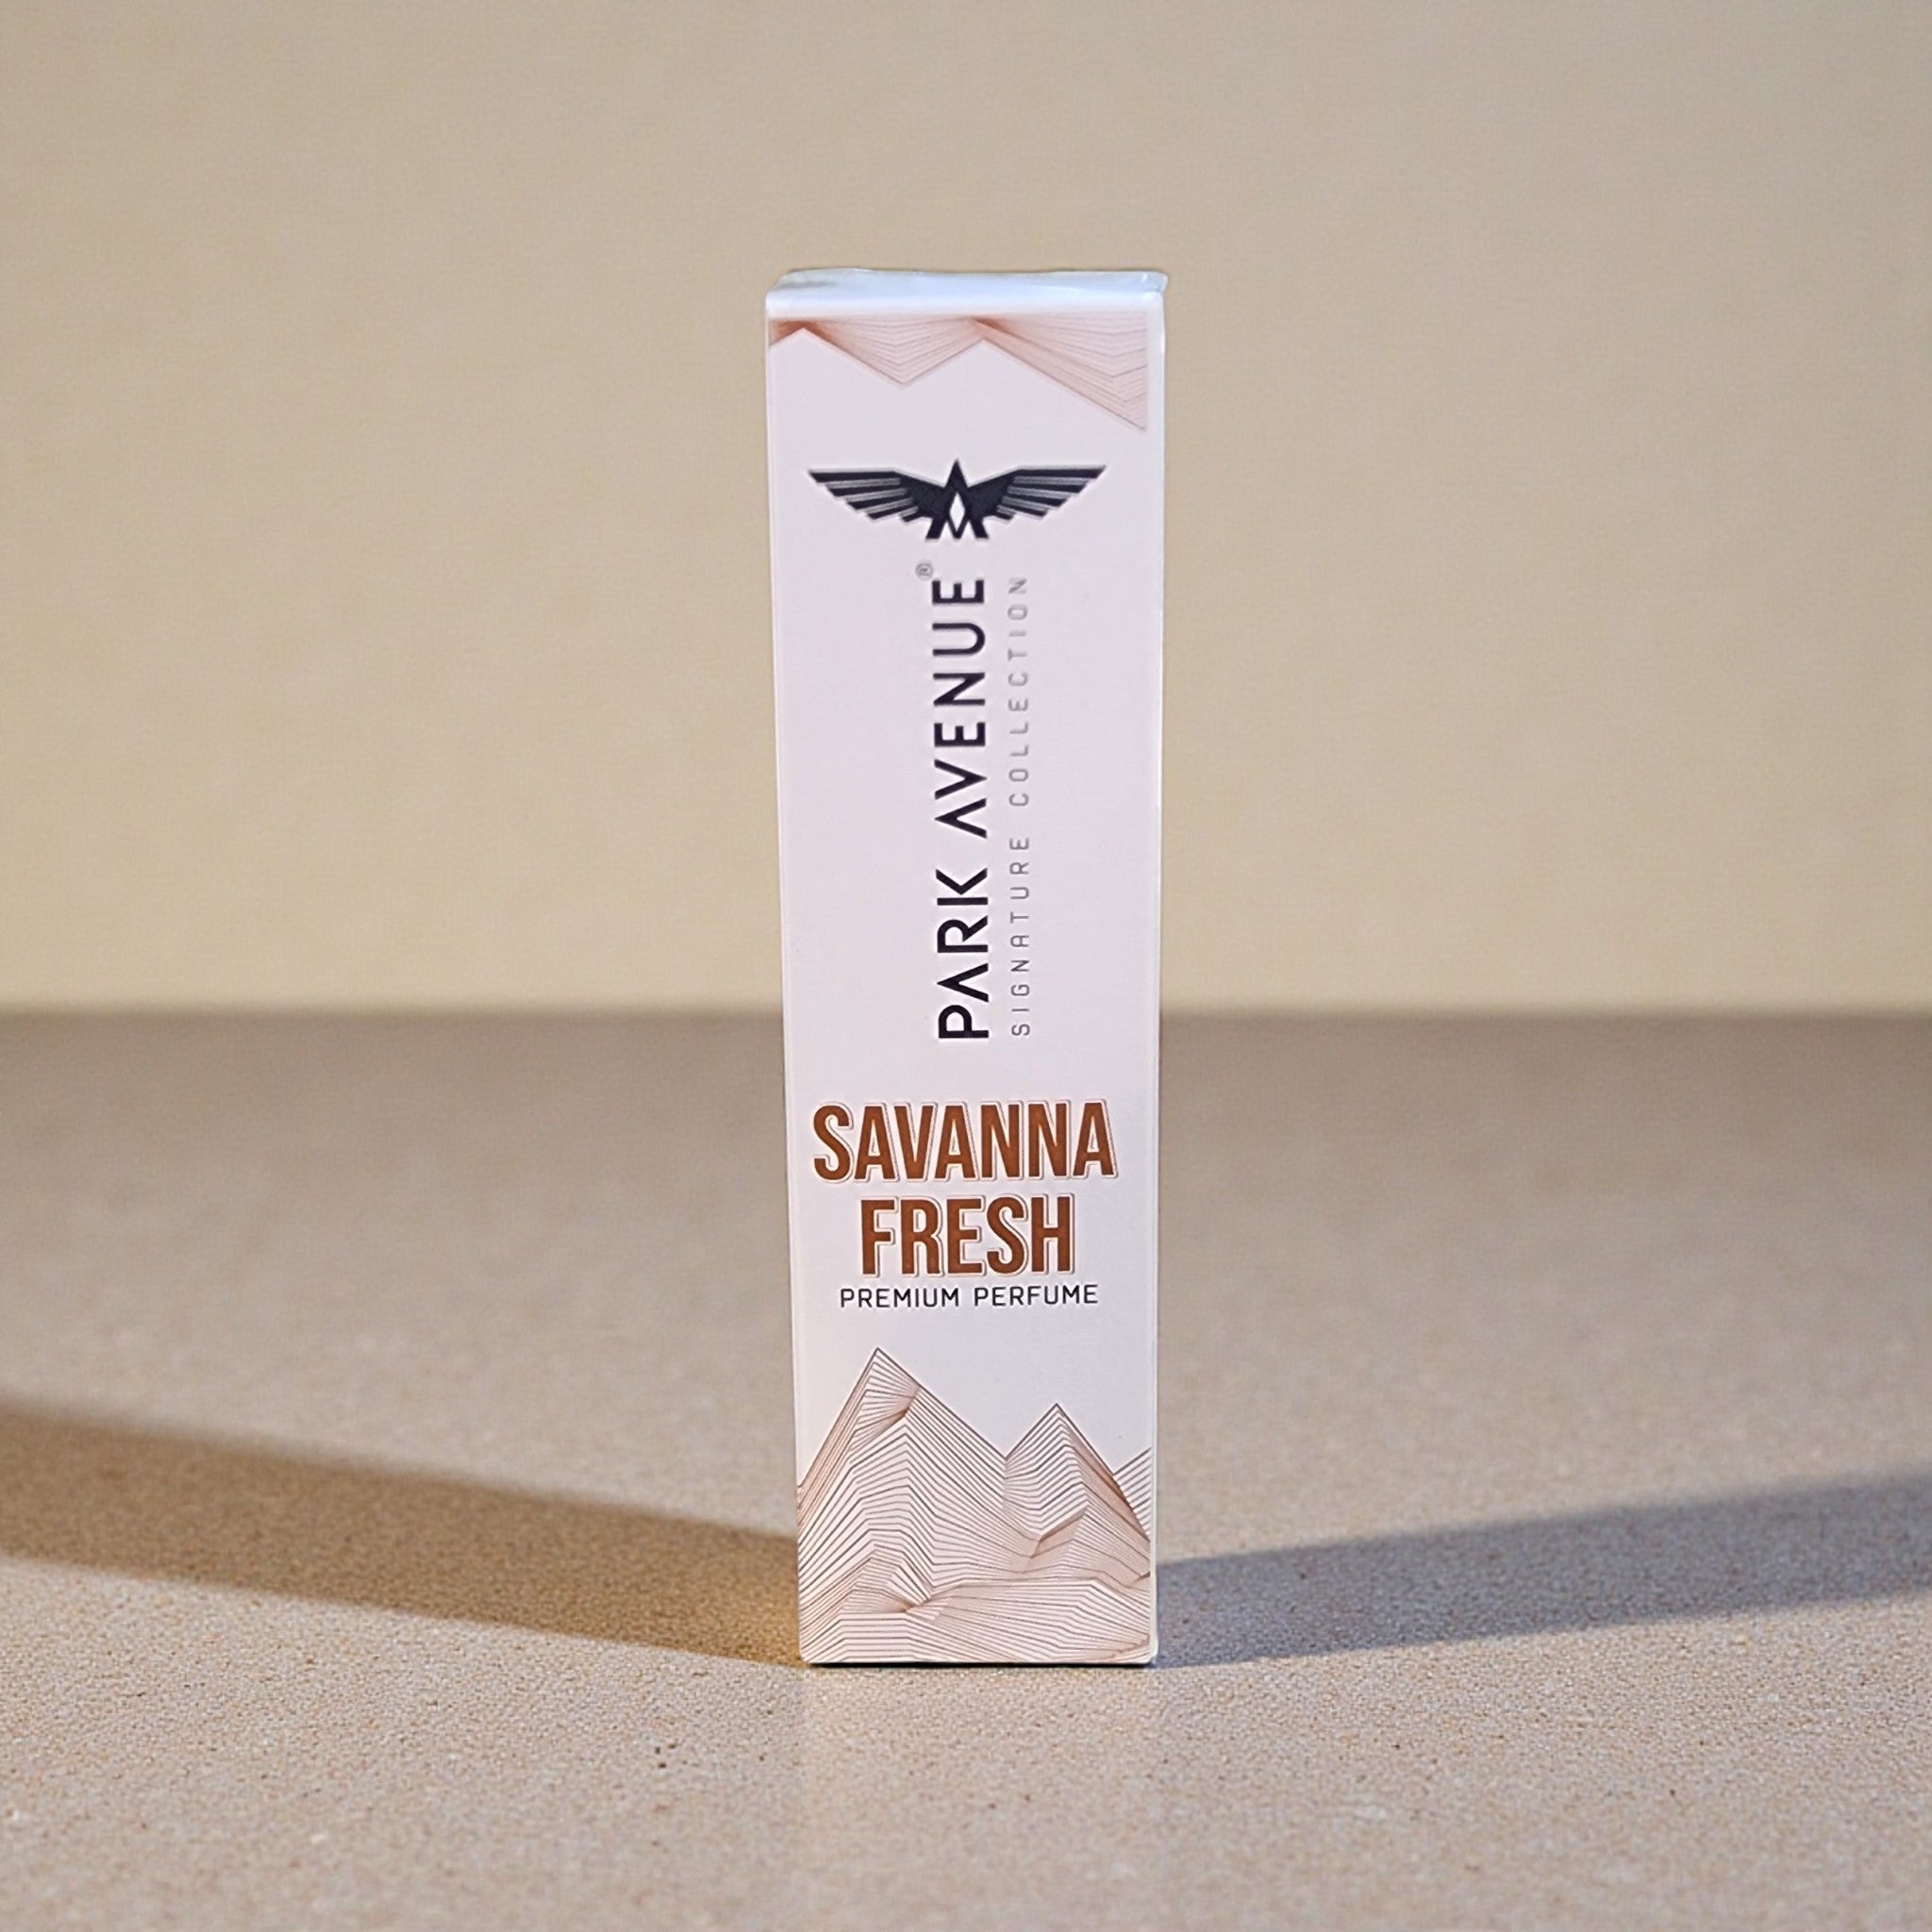 PARK AVENUE®
SIGNATURE COLLECTION
SAVANNA
FRESH
PREMIUM PERFUME